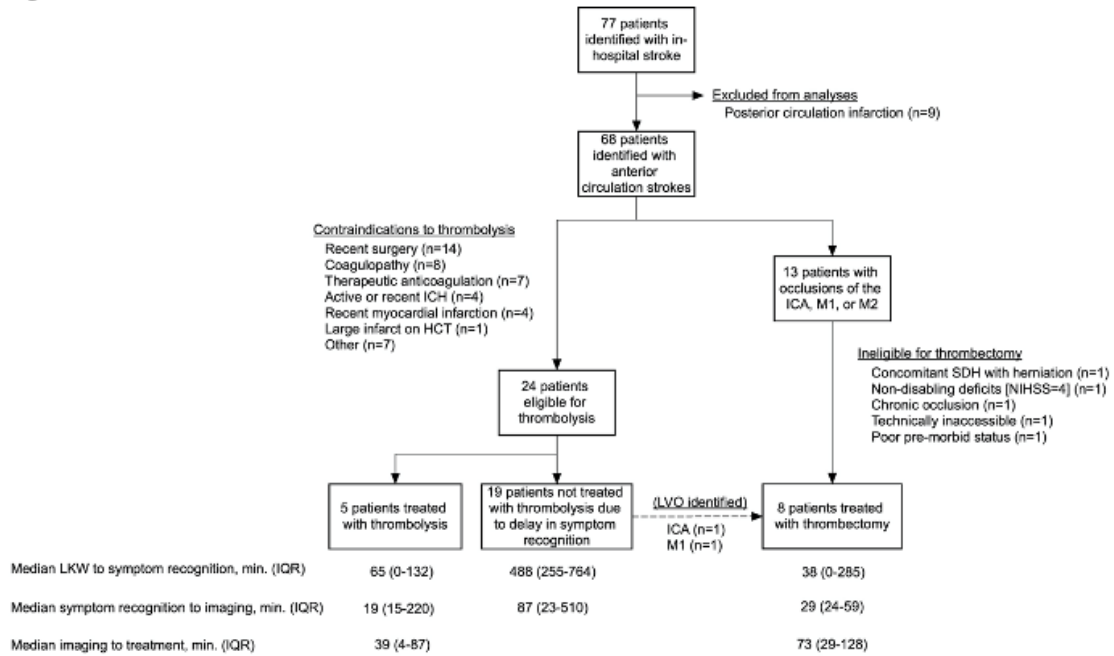 77 patients
identified with in-
hospital stroke
Excluded from analyses
Posterior circulation infarction (n=9)
68 patients
identified with
anterior
circulation strokes
Contraindications to thrombolysis
Recent surgery (n=14)
Coagulopathy (n=8)
Therapeutic anticoagulation (n=7)
Active or recent ICH (n=4)
Recent myocardial infarction (n=4)
Large infarct on HCT (n=1)
Other (n=7)
13 patients with
occlusions of the
ICA, M1, or M2
Ineligible for thrombectomy
Concomitant SDH with herniation (n=1)
Non-disabling deficits [NIHSS=4] (n=1)
Chronic occlusion (n=1)
Technically inaccessible (n=1)
Poor pre-morbid status (n=1)
24 patients
eligible for
thrombolysis
5 patients treated
with thrombolysis
19 patients not treated
with thrombolysis due
to delay in symptom
recognition
(LVO identified)
ICA (n=1)
M1 (n=1)
8 patients treated
with thrombectomy
Median LKW to symptom recognition, min. (IQR) 65 (0-132) 488 (255-764) 38 (0-285)
Median symptom recognition to imaging, min. (IQR) 19 (15-220) 87 (23-510) 29 (24-59)
Median imaging to treatment, min. (IQR) 39 (4-87) 73 (29-128)